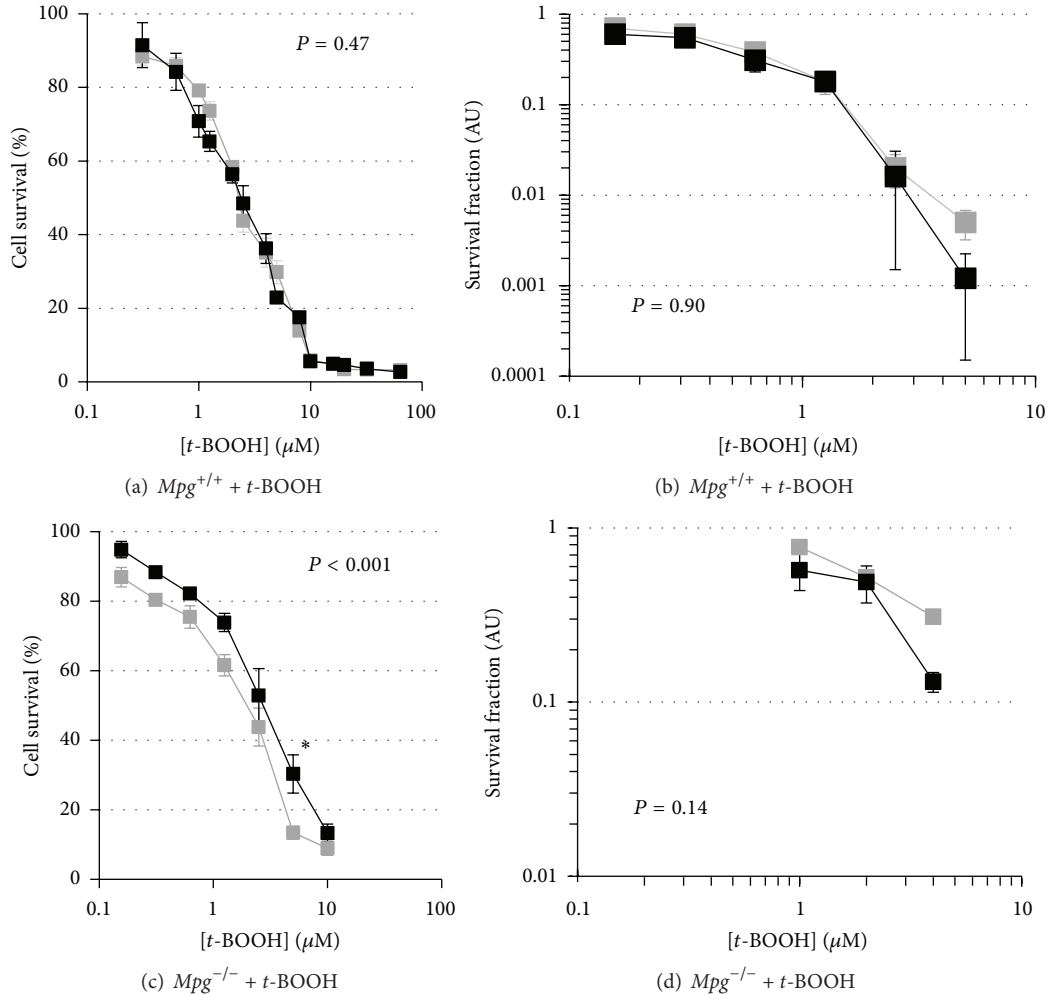 100
80
60
40
20
0
Cell survival (%)
P = 0.47
0.1
1
10
100
[t-BOOH] (μM)
(a) Mpg+/+ + t-BOOH
1
0.1
0.01
0.001
0.0001
Survival fraction (AU)
P = 0.90
0.1
1
10
[t-BOOH] (μM)
(b) Mpg+/+ + t-BOOH
100
80
60
40
20
0
Cell survival (%)
P < 0.001
*
0.1
1
10
100
[t-BOOH] (μM)
(c) Mpg−/− + t-BOOH
1
0.1
0.01
Survival fraction (AU)
P = 0.14
0.1
1
10
[t-BOOH] (μM)
(d) Mpg−/− + t-BOOH